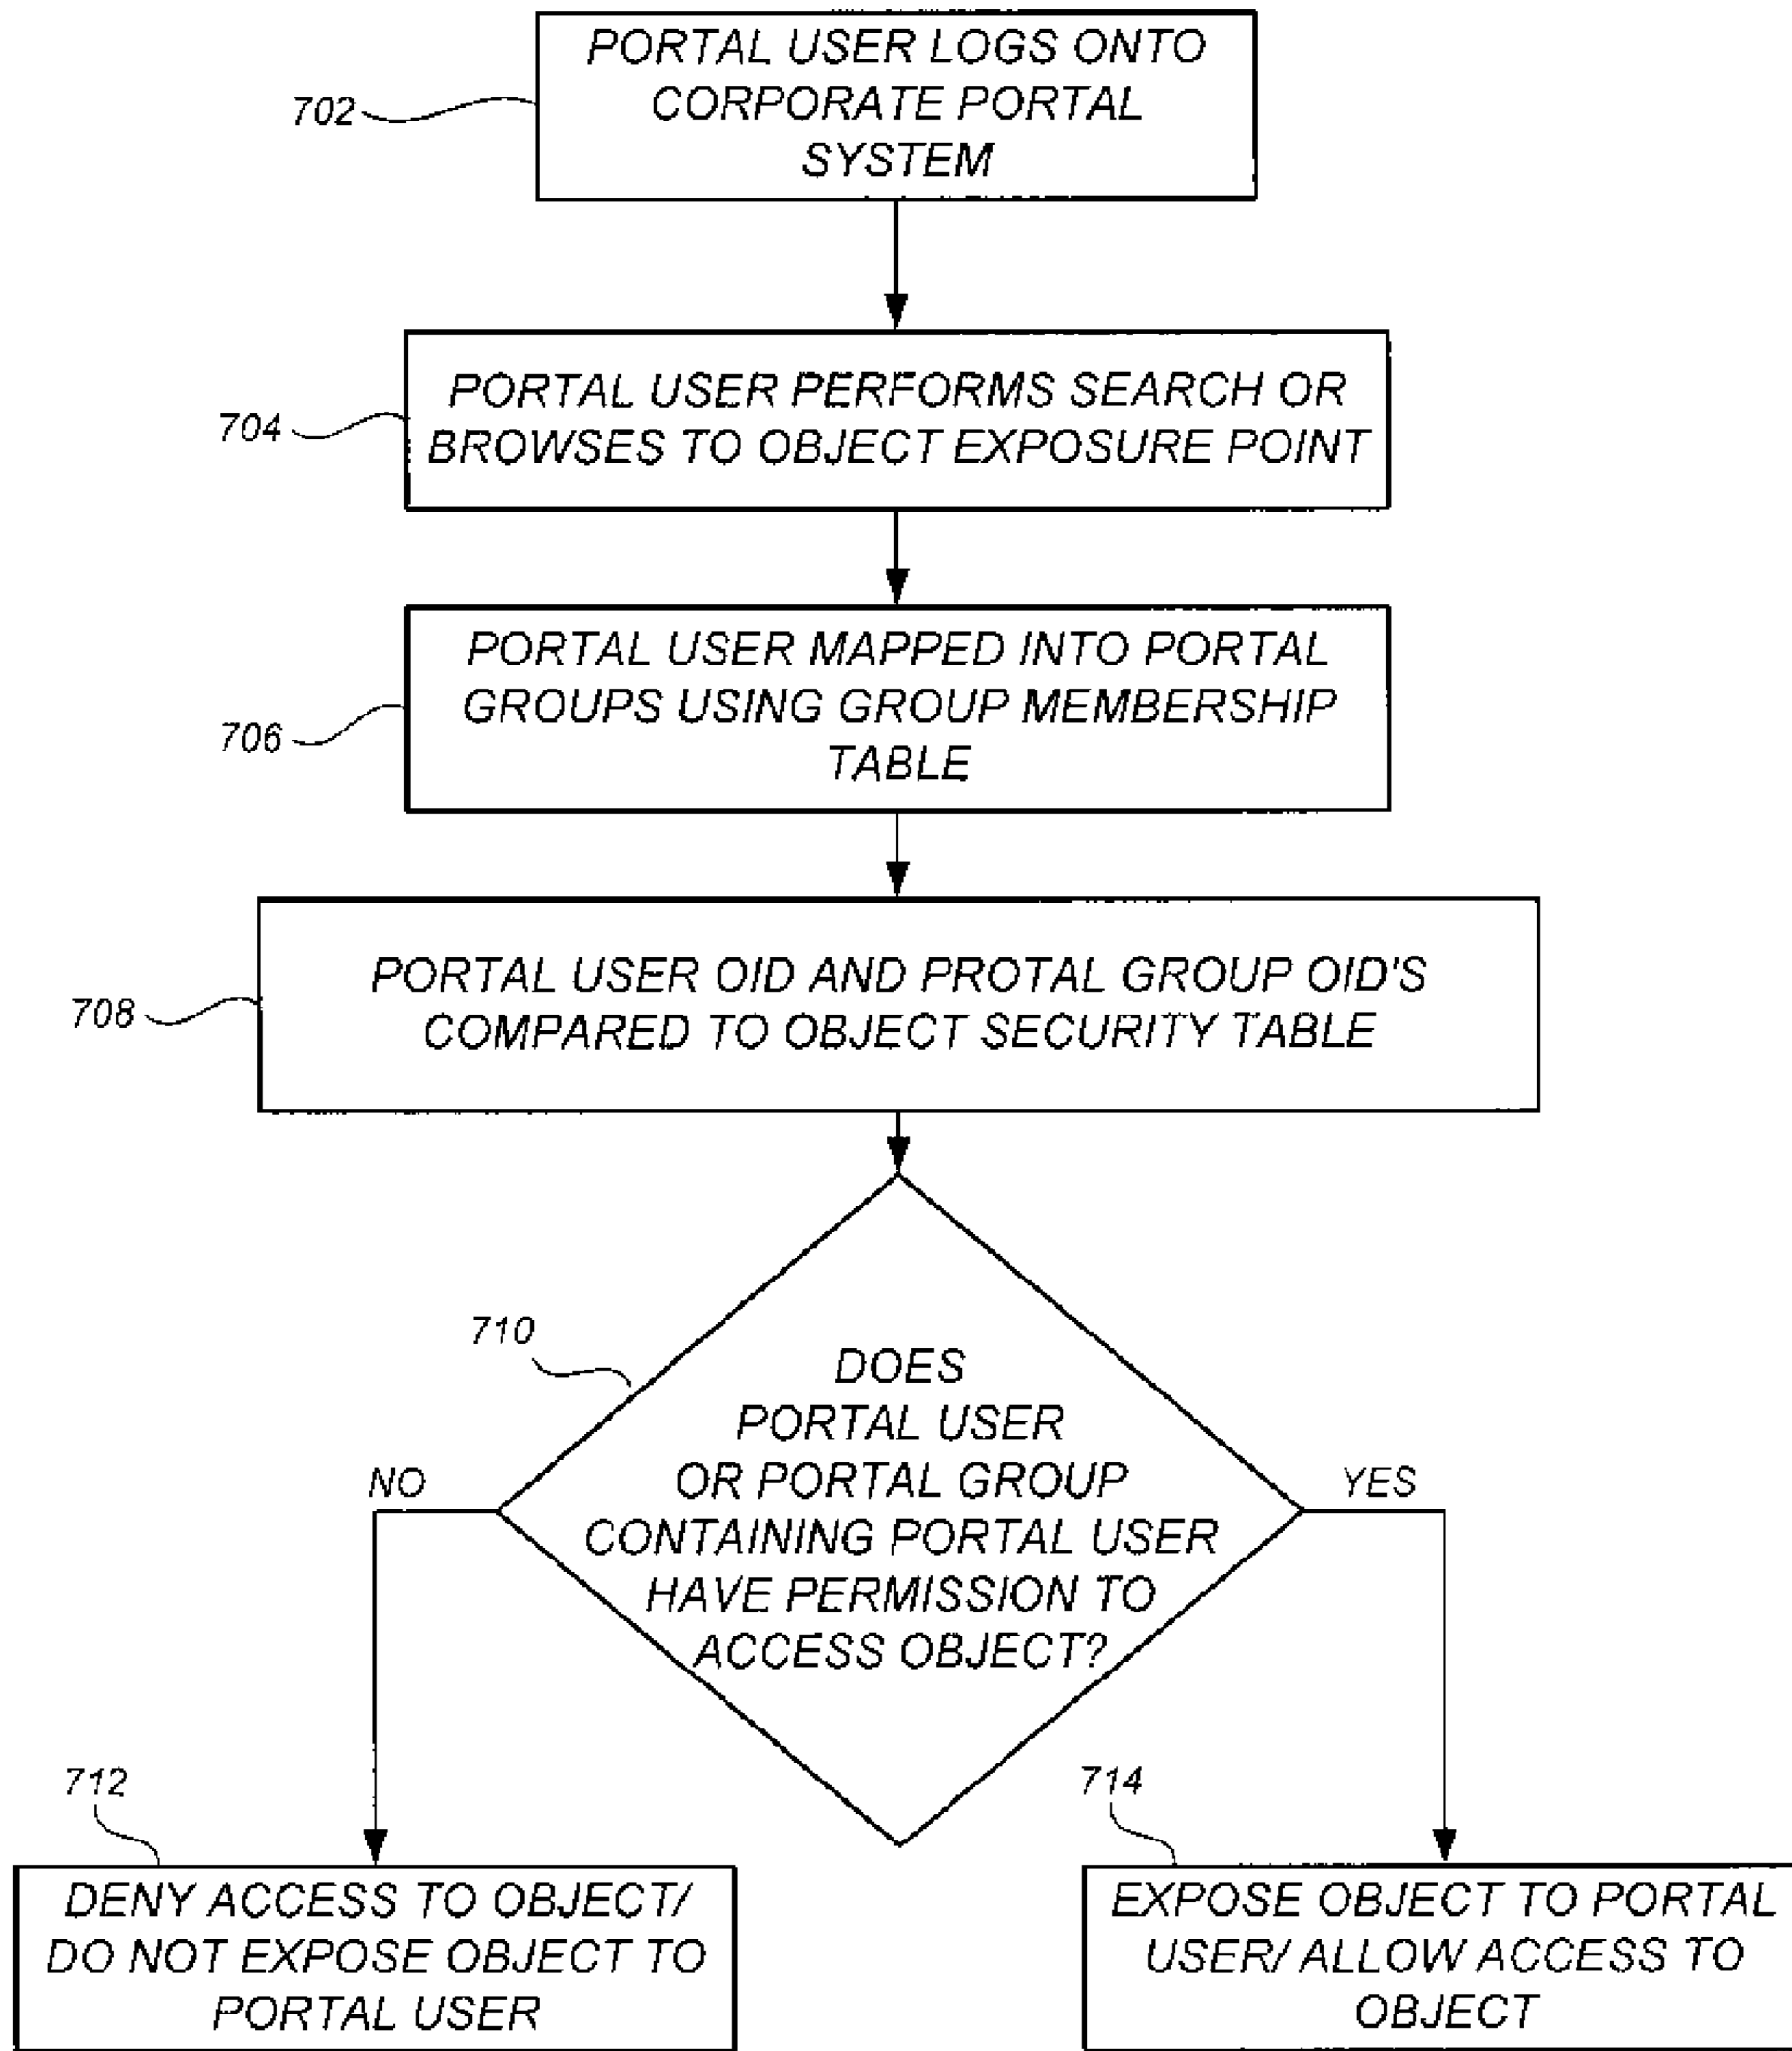 PORTAL USER LOGS ONTO
CORPORATE PORTAL
SYSTEM
702
PORTAL USER PERFORMS SEARCH OR
BROWSES TO OBJECT EXPOSURE POINT
704
PORTAL USER MAPPED INTO PORTAL
GROUPS USING GROUP MEMBERSHIP
TABLE
706
PORTAL USER OID AND PROTAL GROUP OID'S
COMPARED TO OBJECT SECURITY TABLE
708
710
DOES
PORTAL USER
OR PORTAL GROUP
CONTAINING PORTAL USER
HAVE PERMISSION TO
ACCESS OBJECT?
NO
YES
712
DENY ACCESS TO OBJECT/
DO NOT EXPOSE OBJECT TO
PORTAL USER
714
EXPOSE OBJECT TO PORTAL
USER/ ALLOW ACCESS TO
OBJECT